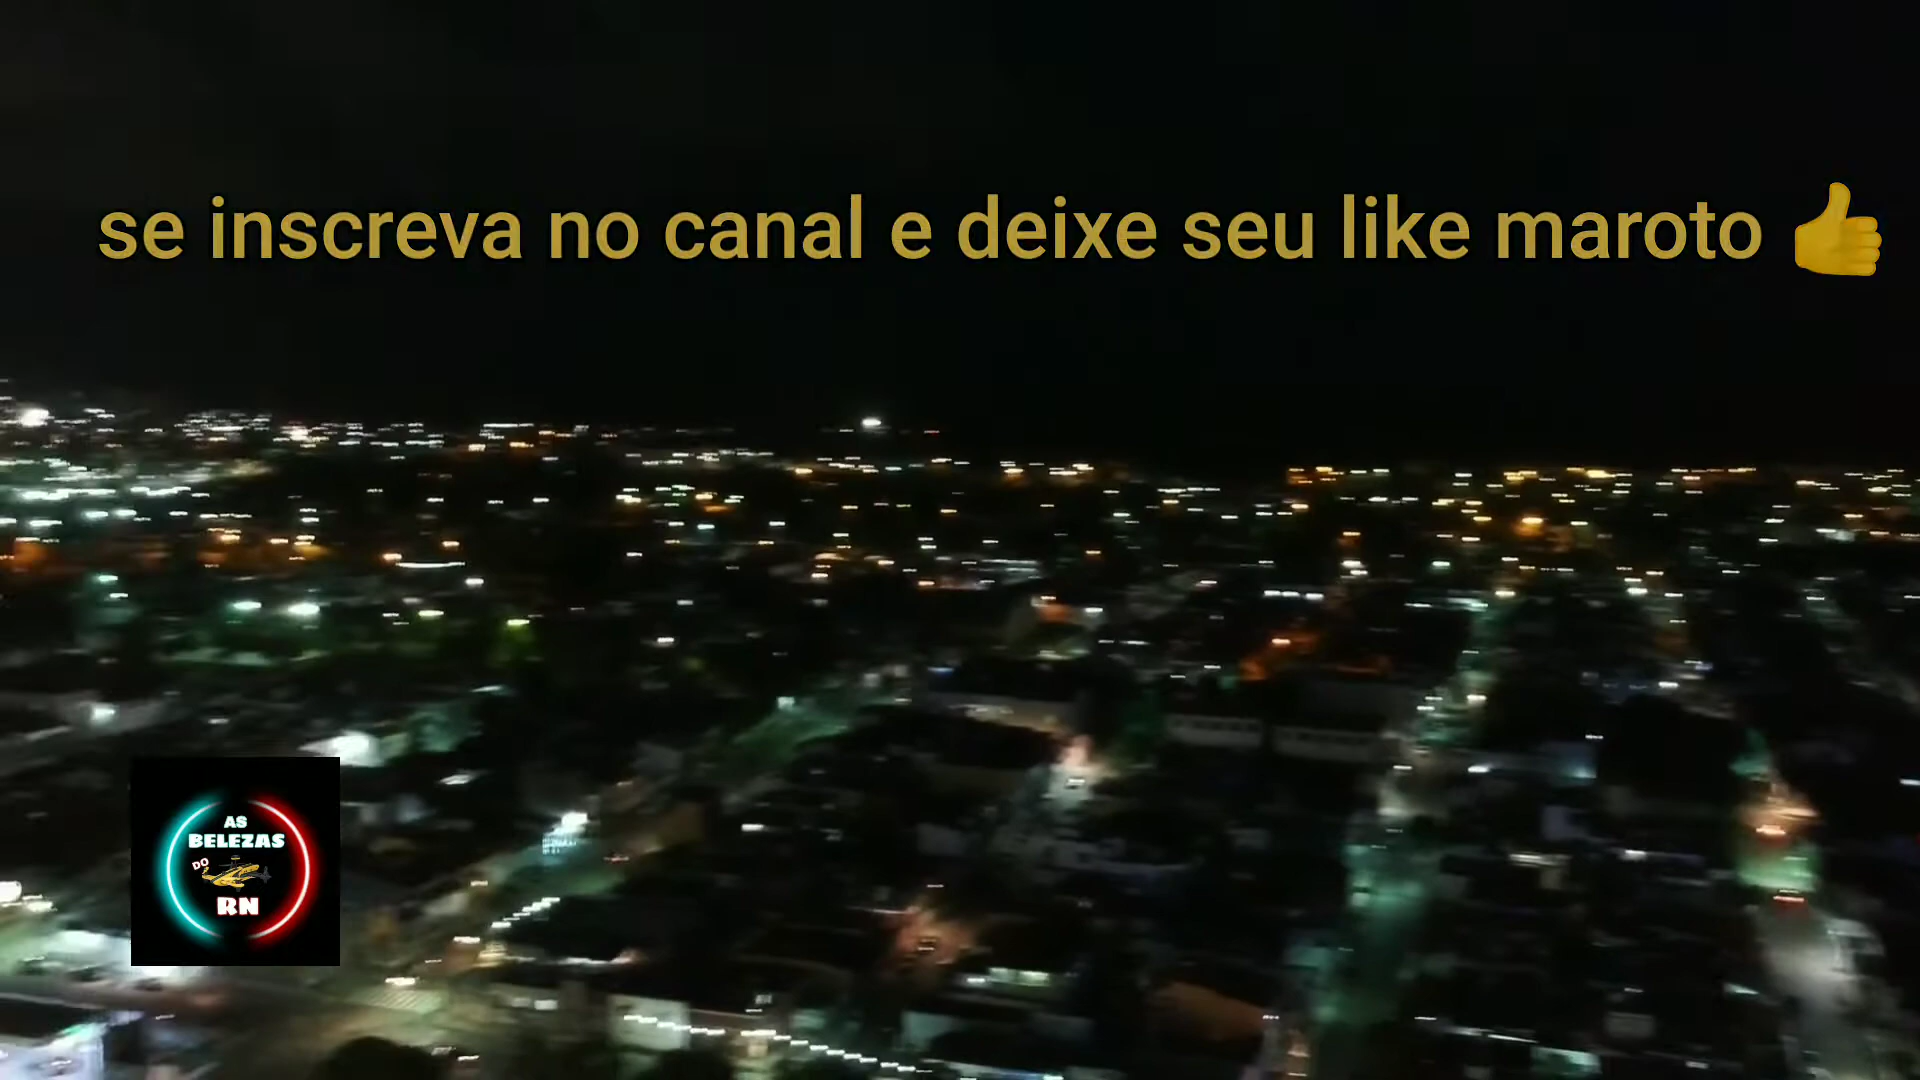 se inscreva no canal e deixe seu like maroto 👍
AS
BELEZAS
DO
RN